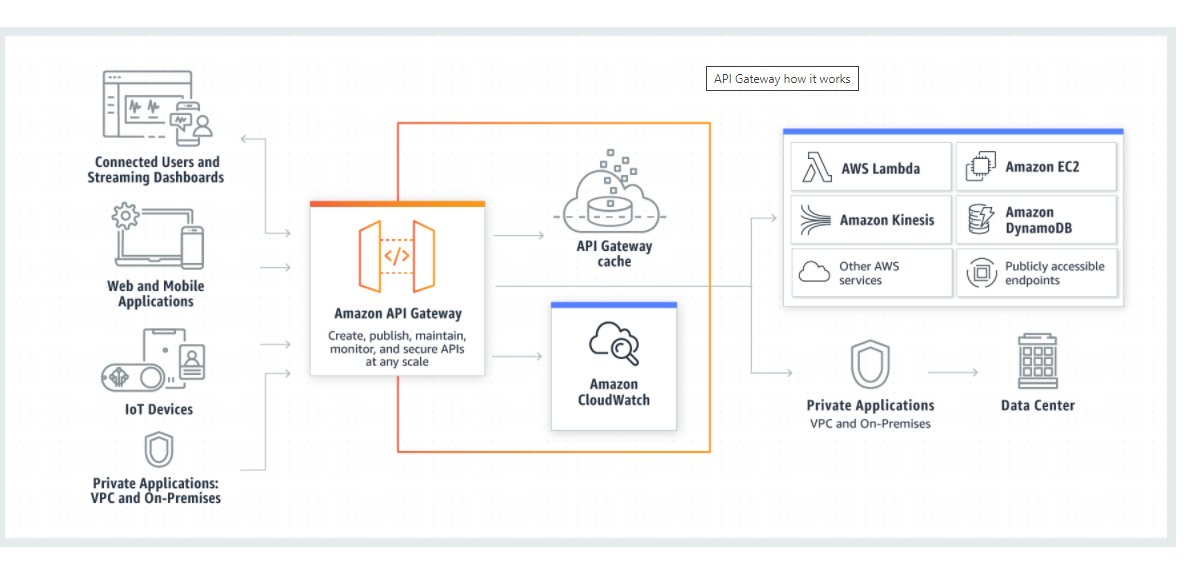 API Gateway how it works
Connected Users and
Streaming Dashboards
Web and Mobile
Applications
IoT Devices
Private Applications:
VPC and On-Premises
</>
Amazon API Gateway
Create, publish, maintain,
monitor, and secure APIs
at any scale
API Gateway
cache
Amazon
CloudWatch
AWS Lambda
Amazon EC2
Amazon Kinesis
Amazon
DynamoDB
Other AWS
services
Publicly accessible
endpoints
Private Applications
VPC and On-Premises
Data Center